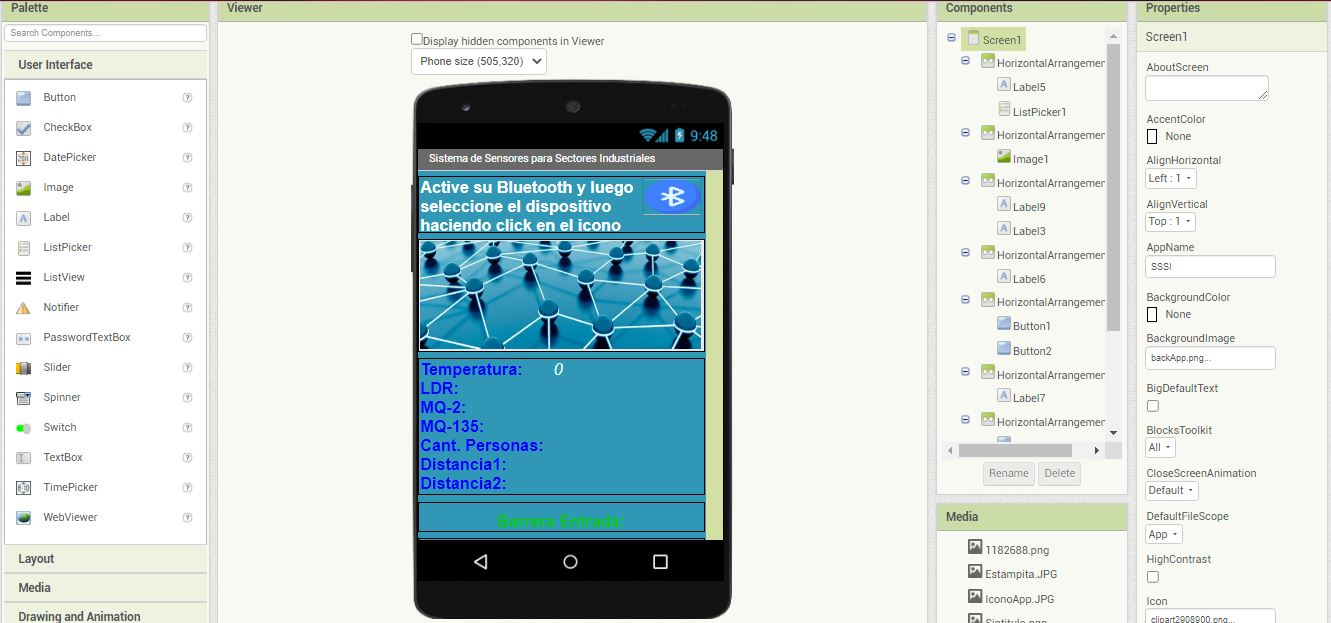 Palette
Search Components...
User Interface
Button
CheckBox
DatePicker
Image
Label
ListPicker
ListView
Notifier
PasswordTextBox
Slider
Spinner
Switch
TextBox
TimePicker
WebViewer
Layout
Media
Drawing and Animation
Viewer
Display hidden components in Viewer
Phone size (505,320)
9:48
Sistema de Sensores para Sectores Industriales
Active su Bluetooth y luego
seleccione el dispositivo
haciendo click en el icono
Temperatura: 0
LDR:
MQ-2:
MQ-135:
Cant. Personas:
Distancia1:
Distancia2:
Barrera Entrada:
Components
Screen1
HorizontalArrangemer
Label5
ListPicker1
HorizontalArrangemer
Image1
HorizontalArrangemer
Label9
Label3
HorizontalArrangemer
Label6
HorizontalArrangemer
Button1
Button2
HorizontalArrangemer
Label7
HorizontalArrangemer
Rename Delete
Media
1182688.png
Estampita.JPG
IconoApp.JPG
Properties
Screen1
AboutScreen
AccentColor
None
AlignHorizontal
Left : 1
AlignVertical
Top : 1
AppName
SSSI
BackgroundColor
None
BackgroundImage
backApp.png...
BigDefaultText
BlocksToolkit
All
CloseScreenAnimation
Default
DefaultFileScope
App
HighContrast
Icon
clipart2908900.png...